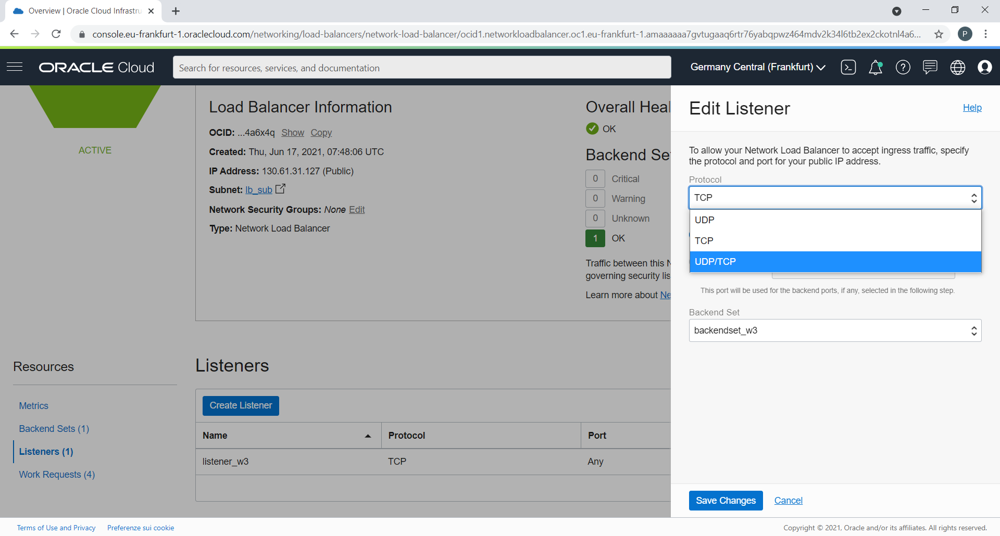 Overview | Oracle Cloud Infrastru
console.eu-frankfurt-1.oraclecloud.com/networking/load-balancers/network-load-balancer/ocid1.networkloadbalancer.oc1.eu-frankfurt-1.amaaaaaa7gvtugaaq6rtr76yabqpwz464mdv2k34l6tb2ex2ckotnl4a6...
P
ORACLE Cloud
Search for resources, services, and documentation
Germany Central (Frankfurt)
ACTIVE
Load Balancer Information
OCID: ...4a6x4q Show Copy
Created: Thu, Jun 17, 2021, 07:48:06 UTC
IP Address: 130.61.31.127 (Public)
Subnet: lb_sub
Network Security Groups: None Edit
Type: Network Load Balancer
Overall Heal
OK
Backend Se
0 Critical
0 Warning
0 Unknown
1 OK
Traffic between this N
governing security lis
Learn more about Ne
Resources
Metrics
Backend Sets (1)
Listeners (1)
Work Requests (4)
Listeners
Create Listener
Name Protocol Port
listener_w3 TCP Any
Edit Listener
Help
To allow your Network Load Balancer to accept ingress traffic, specify
the protocol and port for your public IP address.
Protocol
TCP
UDP
TCP
UDP/TCP
This port will be used for the backend ports, if any, selected in the following step.
Backend Set
backendset_w3
Save Changes Cancel
Terms of Use and Privacy Preferenze sui cookie
Copyright © 2021, Oracle and/or its affiliates. All rights reserved.